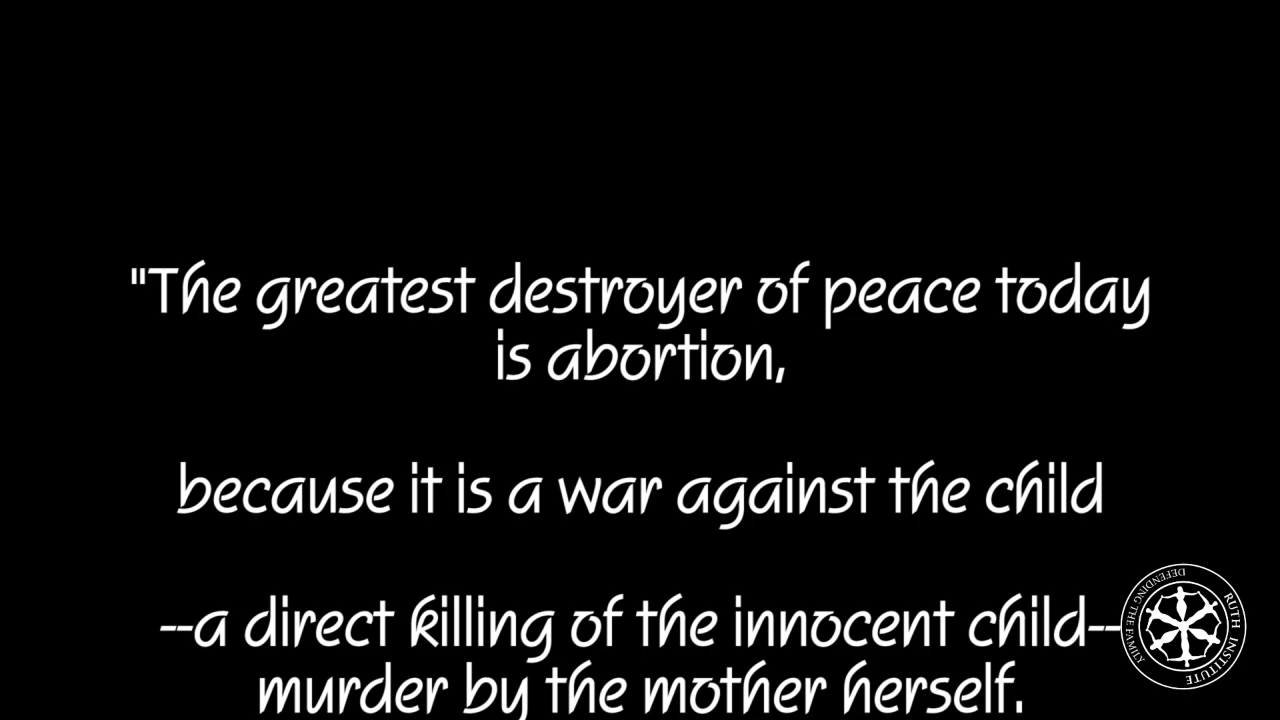 "The greatest destroyer of peace today
is abortion,
because it is a war against the child
--a direct killing of the innocent child--
murder by the mother herself.
RUTH INSTITUTE
DEFENDING THE FAMILY